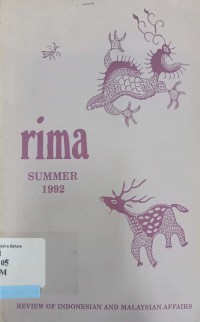 rima
SUMMER
1992
REVIEW OF INDONESIAN AND MALAYSIAN AFFAIRS